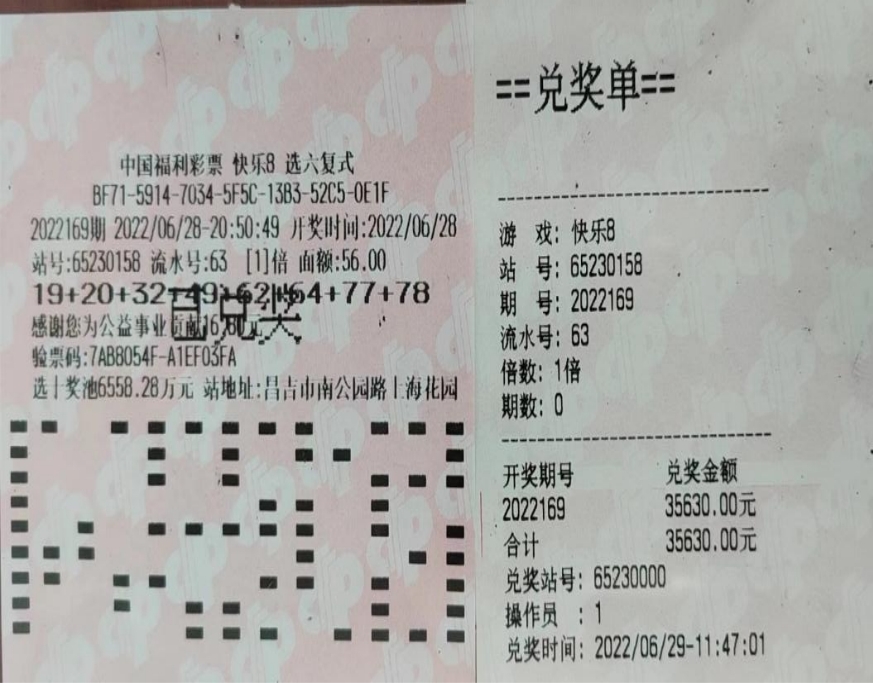 中国福利彩票 快乐8 选六复式
BF71-5914-7034-5F5C-13B3-52C5-0E1F
2022169期 2022/06/28-20:50:49 开奖时间:2022/06/28
站号:65230158 流水号:63 [1]倍 面额:56.00
19+20+32+49+62+64+77+78
已兑奖
感谢您为公益事业贡献16.80元
验票码:7AB8054F-A1EF03FA
选十奖池6558.28万元 站地址:昌吉市南公园路上海花园
==兑奖单==
游 戏: 快乐8
站 号: 65230158
期 号: 2022169
流水号: 63
倍数: 1倍
期数: 0
开奖期号 兑奖金额
2022169 35630.00元
合计 35630.00元
兑奖站号: 65230000
操作员 : 1
兑奖时间: 2022/06/29-11:47:01